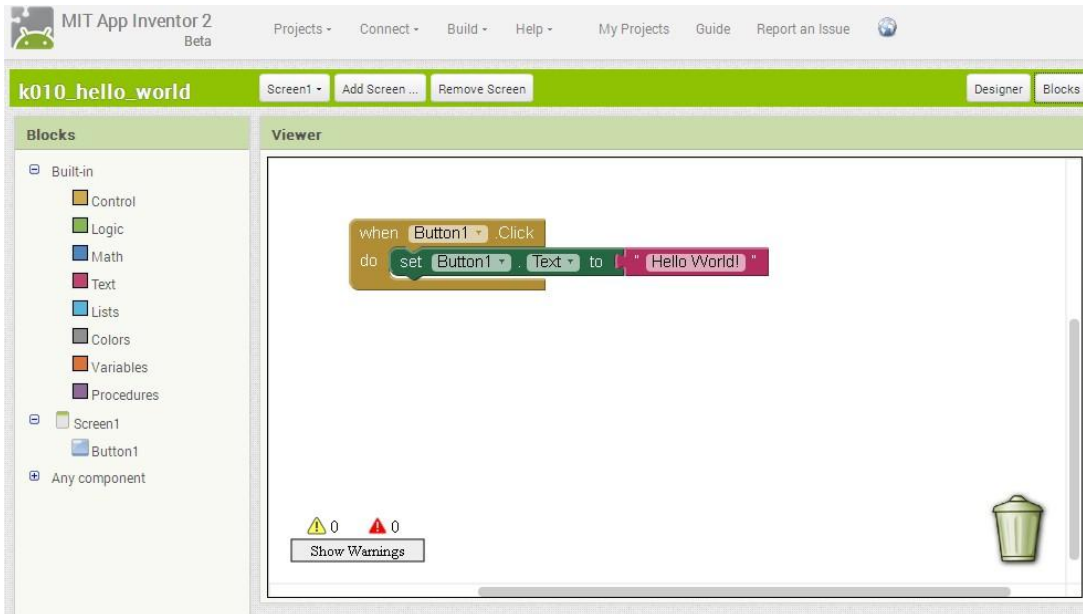 MIT App Inventor 2
Beta
Projects Connect Build Help My Projects Guide Report an Issue
k010_hello_world Screen1 Add Screen ... Remove Screen Designer Blocks
Blocks
Viewer
Built-in
Control
Logic
Math
Text
Lists
Colors
Variables
Procedures
Screen1
Button1
Any component
when Button1 .Click
do set Button1 . Text to " Hello World! "
0 0
Show Warnings